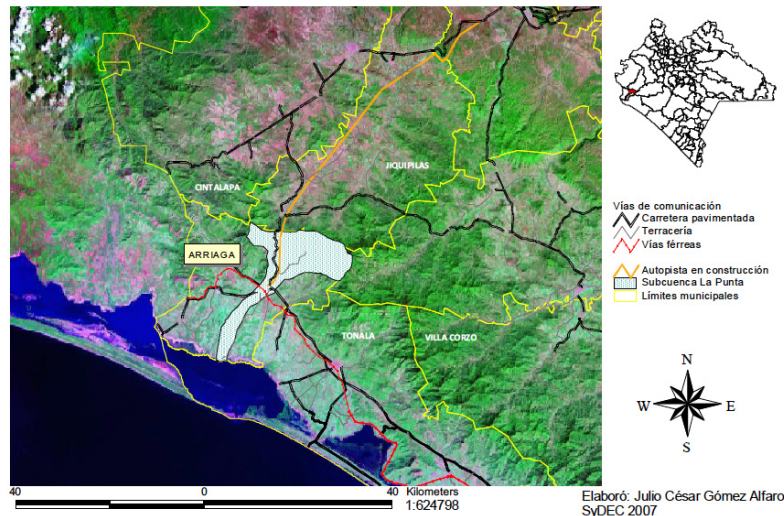 CINTALAPA
JIQUIPILAS
ARRIAGA
TONALA
VILLA CORZO
Vías de comunicación
Carretera pavimentada
Terracería
Vías férreas
Autopista en construcción
Subcuenca La Punta
Límites municipales
N
W
E
S
40
0
40
Kilometers
1:624798
Elaboró: Julio César Gómez Alfaro
SyDEC 2007